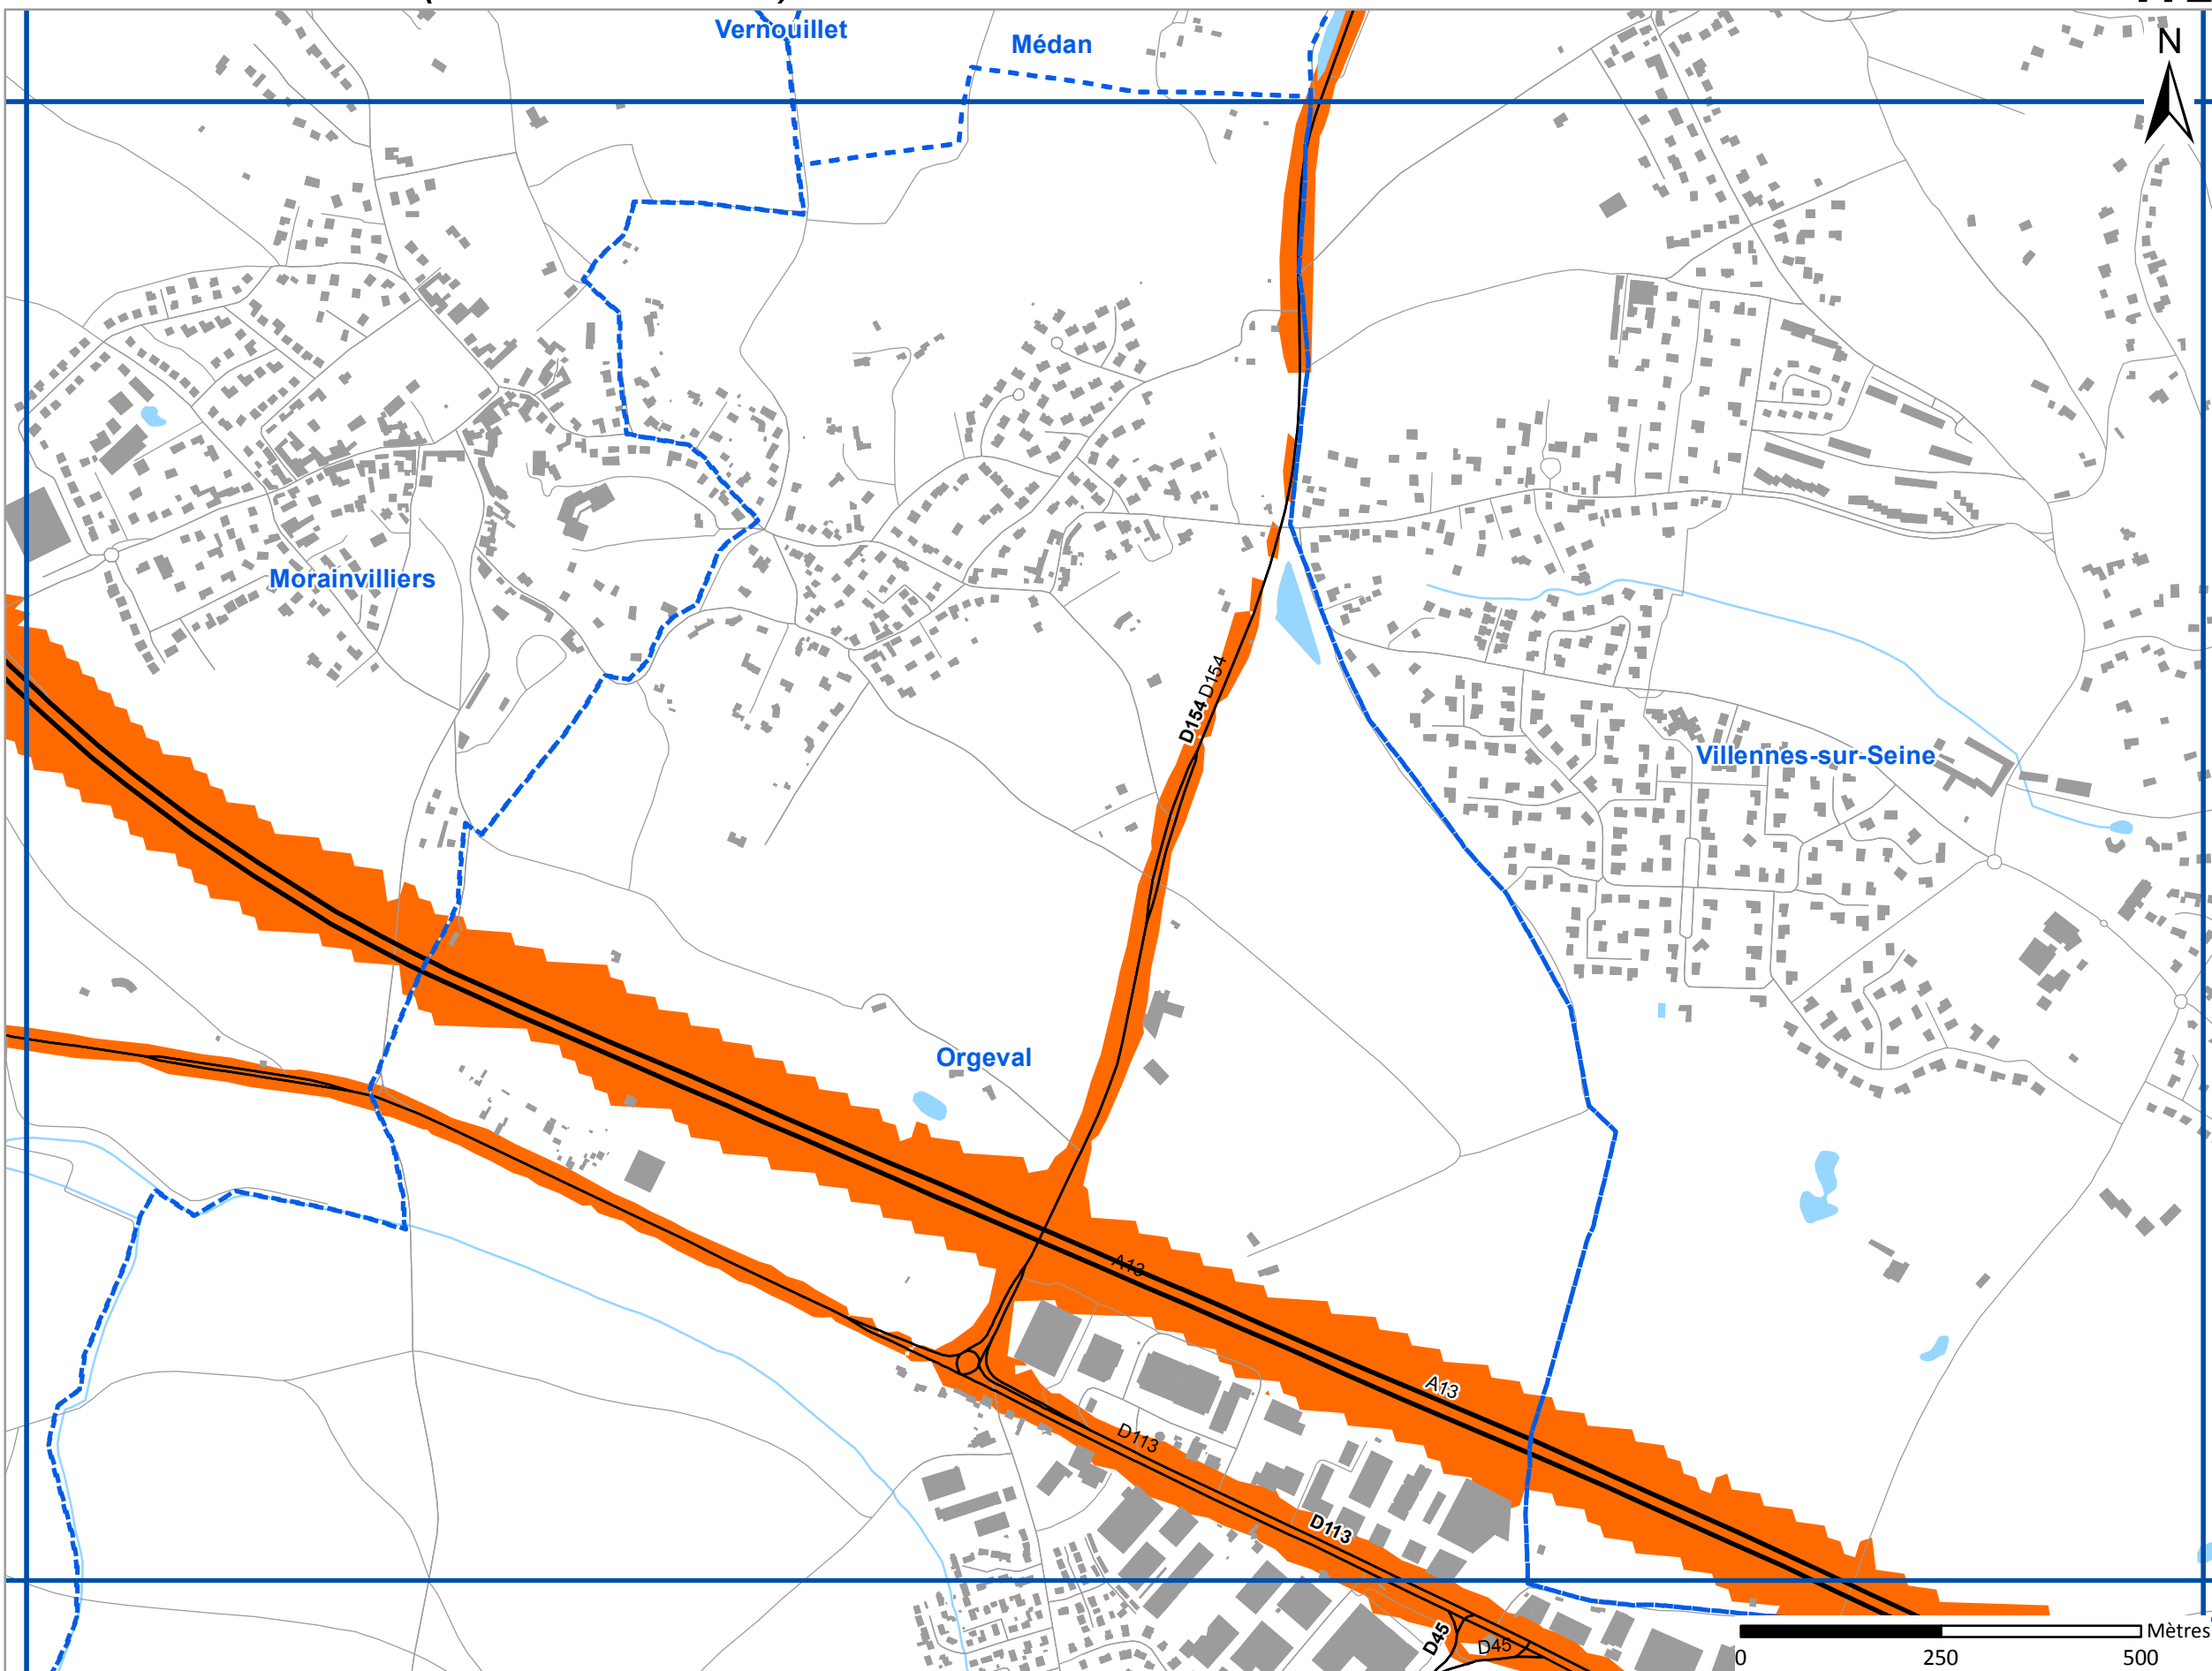 Vernouillet
Médan
N
Morainvilliers
D154
D154
Villennes-sur-Seine
Orgeval
A13
A13
D113
D113
D45
D45
Mètres
0 250 500